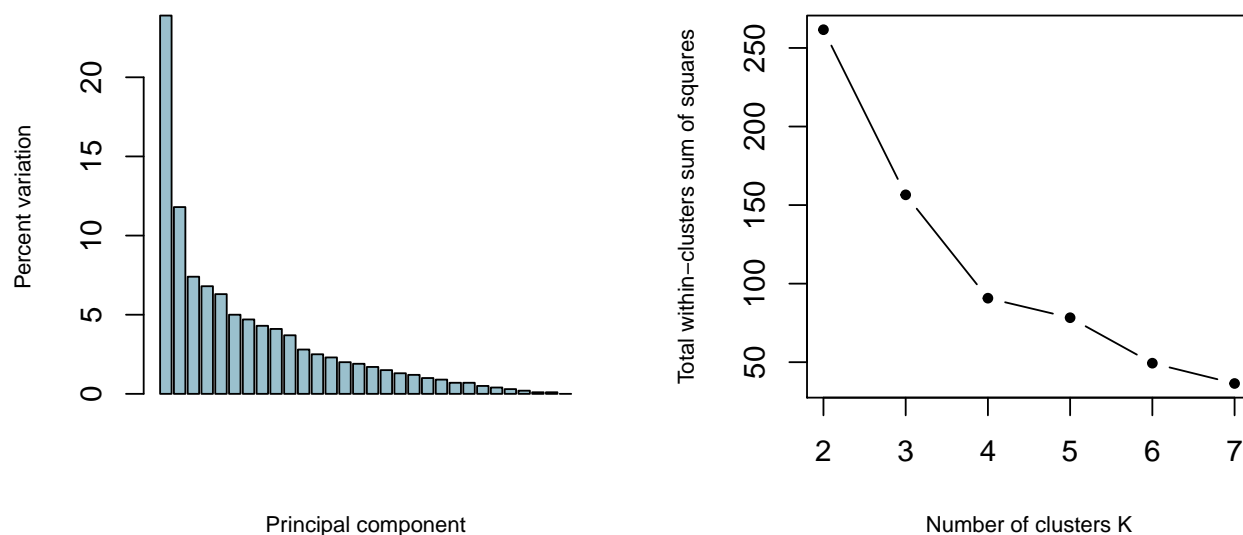 Percent variation
20
15
10
5
0
Principal component
Total within−clusters sum of squares
250
200
150
100
50
2 3 4 5 6 7
Number of clusters K